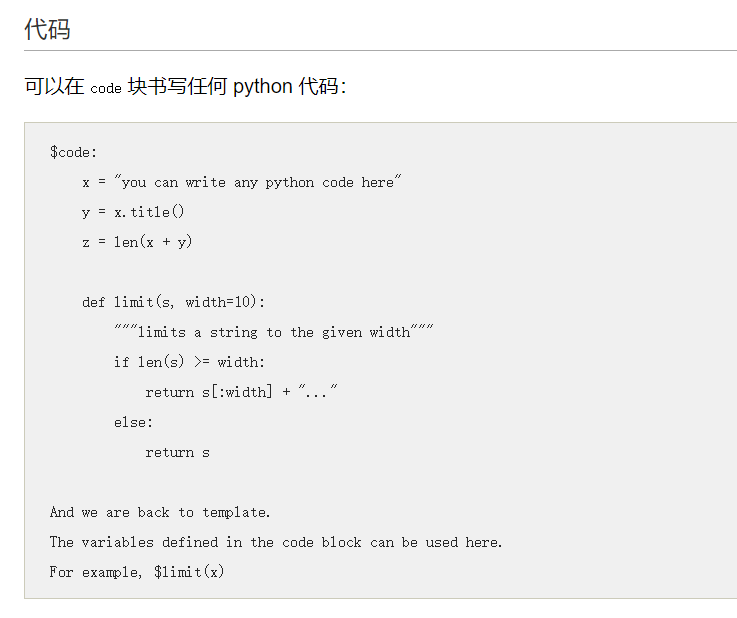 代码
可以在 code 块书写任何 python 代码：
$code:
    x = "you can write any python code here"
    y = x.title()
    z = len(x + y)

    def limit(s, width=10):
        """limits a string to the given width"""
        if len(s) >= width:
            return s[:width] + "..."
        else:
            return s

And we are back to template.
The variables defined in the code block can be used here.
For example, $limit(x)